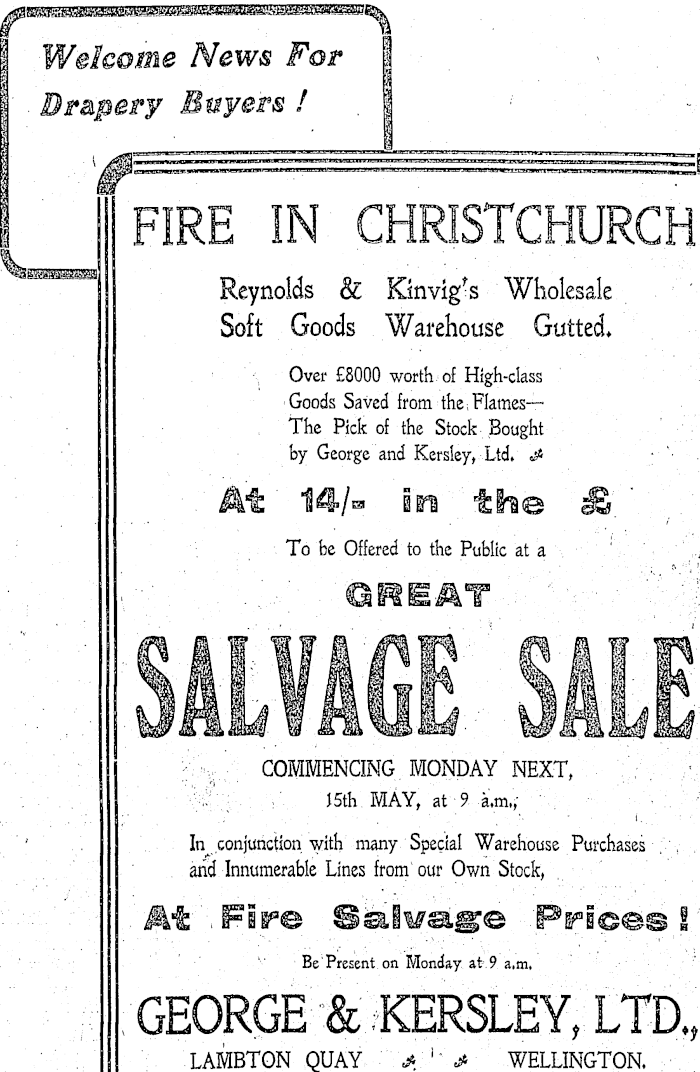 Welcome News For
Drapery Buyers !
FIRE IN CHRISTCHURCH
Reynolds & Kinvig's Wholesale
Soft Goods Warehouse Gutted.
Over £8000 worth of High-class
Goods Saved from the Flames—
The Pick of the Stock Bought
by George and Kersley, Ltd.
At 14/- in the £
To be Offered to the Public at a
GREAT
SALVAGE SALE
COMMENCING MONDAY NEXT,
15th MAY, at 9 a.m.,
In conjunction with many Special Warehouse Purchases
and Innumerable Lines from our Own Stock,
At Fire Salvage Prices!
Be Present on Monday at 9 a.m.
GEORGE & KERSLEY, LTD.,
LAMBTON QUAY WELLINGTON.